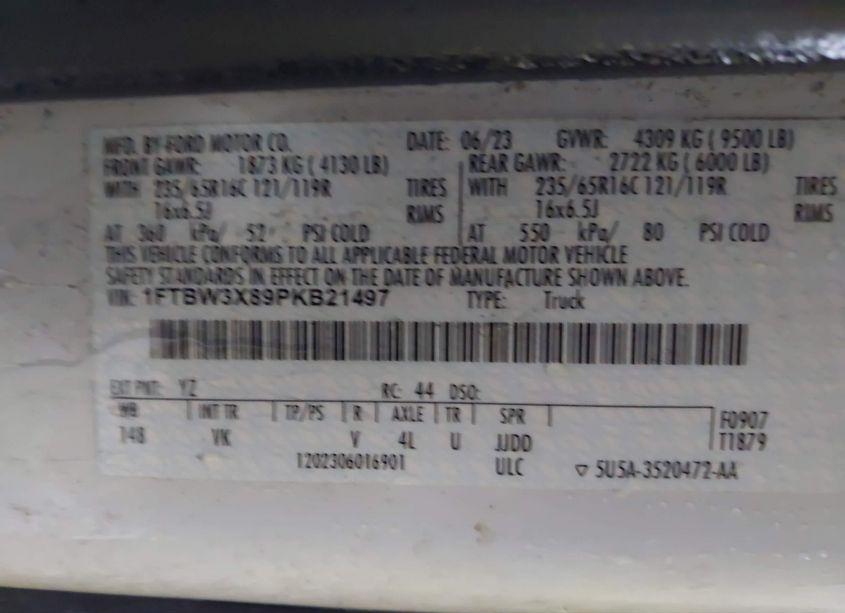 MFD. BY FORD MOTOR CO. DATE: 06/23 GVWR: 4309 KG ( 9500 LB)
FRONT GAWR: 1873 KG ( 4130 LB) REAR GAWR: 2722 KG ( 6000 LB)
WITH 235/65R16C 121/119R TIRES WITH 235/65R16C 121/119R TIRES
16x6.5J RIMS 16x6.5J RIMS
AT 360 kPa/ 52 PSI COLD AT 550 kPa/ 80 PSI COLD
THIS VEHICLE CONFORMS TO ALL APPLICABLE FEDERAL MOTOR VEHICLE
SAFETY STANDARDS IN EFFECT ON THE DATE OF MANUFACTURE SHOWN ABOVE.
VIN: 1FTBW3X89PKB21497 TYPE: Truck
EXT PNT: YZ RC: 44 DSO:
WB INT TR TP/PS R AXLE TR SPR F0907
148 VK V 4L U JJDD T1879
1202306016901 ULC ▽ 5U5A-3520472-AA